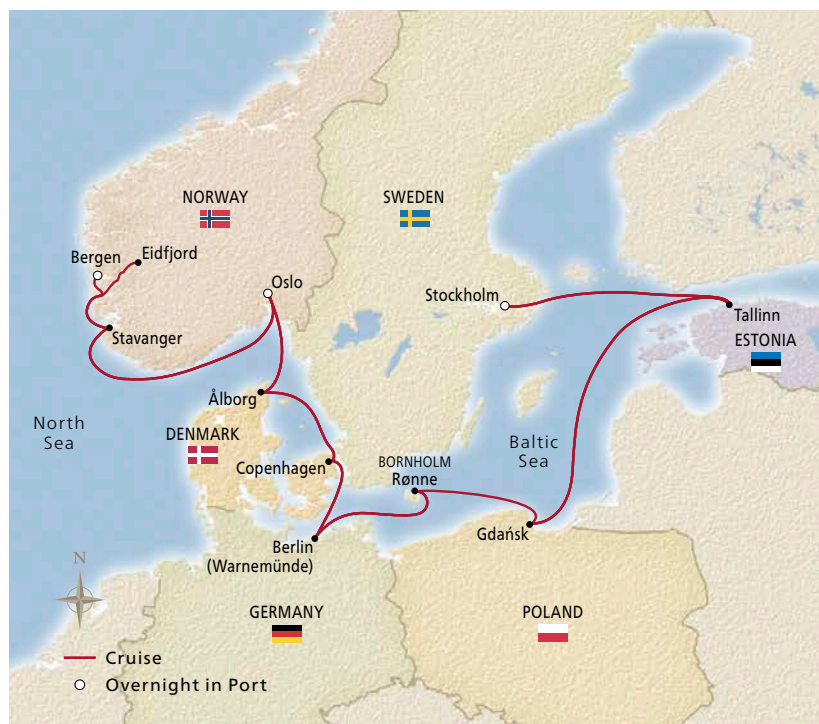 NORWAY
SWEDEN
Bergen
Eidfjord
Oslo
Stockholm
Stavanger
Tallinn
ESTONIA
Ålborg
North
Sea
DENMARK
Copenhagen
BORNHOLM
Rønne
Baltic
Sea
Gdańsk
Berlin
(Warnemünde)
N
GERMANY
POLAND
Cruise
Overnight in Port